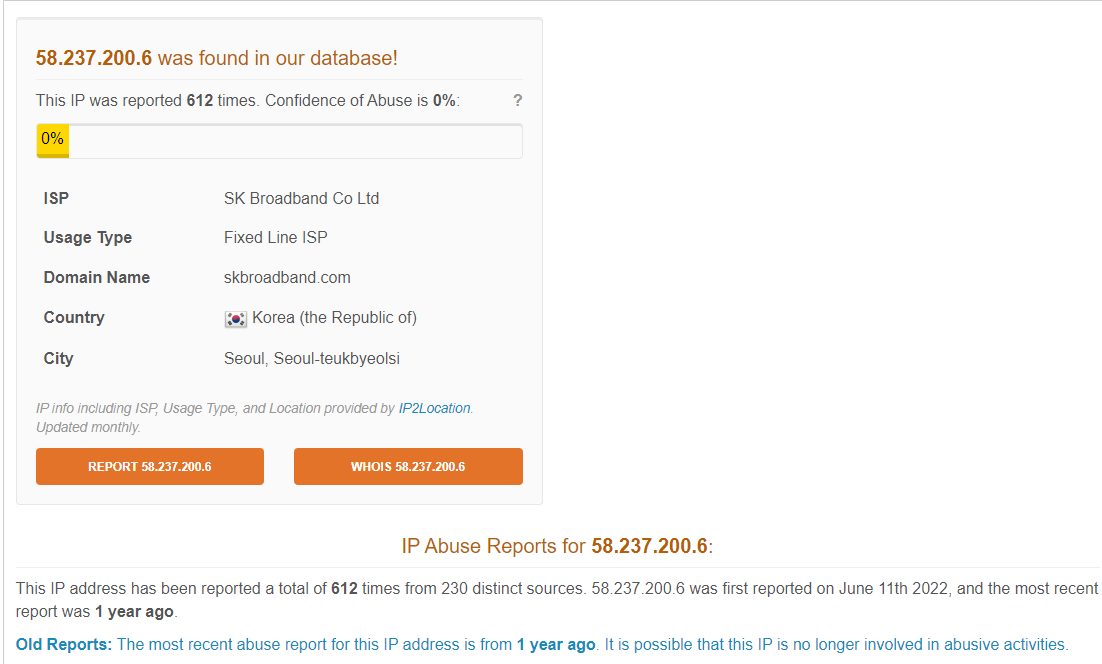 58.237.200.6 was found in our database!
This IP was reported 612 times. Confidence of Abuse is 0%: ?
0%
ISP SK Broadband Co Ltd
Usage Type Fixed Line ISP
Domain Name skbroadband.com
Country Korea (the Republic of)
City Seoul, Seoul-teukbyeolsi
IP info including ISP, Usage Type, and Location provided by IP2Location.
Updated monthly.
REPORT 58.237.200.6 WHOIS 58.237.200.6
IP Abuse Reports for 58.237.200.6:
This IP address has been reported a total of 612 times from 230 distinct sources. 58.237.200.6 was first reported on June 11th 2022, and the most recent
report was 1 year ago.
Old Reports: The most recent abuse report for this IP address is from 1 year ago. It is possible that this IP is no longer involved in abusive activities.